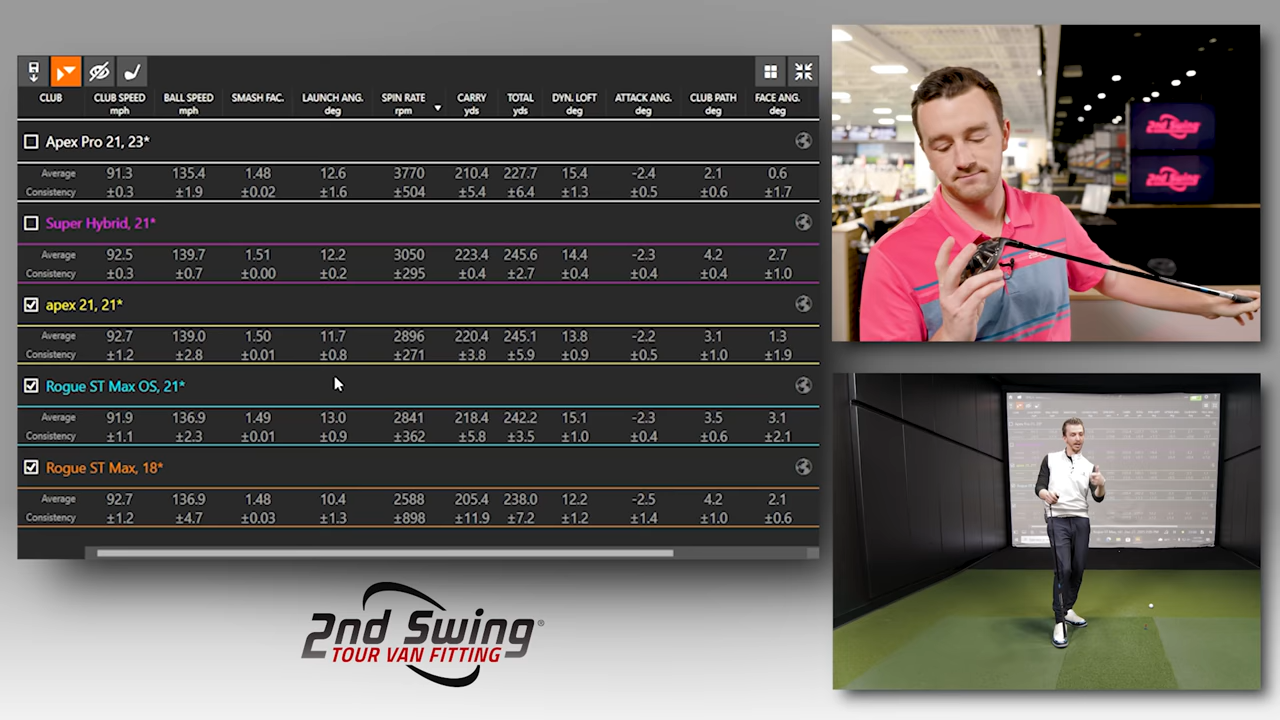 CLUB CLUB SPEED BALL SPEED SMASH FAC. LAUNCH ANG. SPIN RATE CARRY TOTAL DYN. LOFT ATTACK ANG. CLUB PATH FACE ANG.
mph mph deg rpm yds yds deg deg deg deg
Apex Pro 21, 23*
Average 91.3 135.4 1.48 12.6 3770 210.4 227.7 15.4 -2.4 2.1 0.6
Consistency ±0.3 ±1.9 ±0.02 ±1.6 ±504 ±5.4 ±6.4 ±1.3 ±0.5 ±0.6 ±1.7
Super Hybrid, 21*
Average 92.5 139.7 1.51 12.2 3050 223.4 245.6 14.4 -2.3 4.2 2.7
Consistency ±0.3 ±0.7 ±0.00 ±0.2 ±295 ±0.4 ±2.7 ±0.4 ±0.4 ±0.4 ±1.0
apex 21, 21*
Average 92.7 139.0 1.50 11.7 2896 220.4 245.1 13.8 -2.2 3.1 1.3
Consistency ±1.2 ±2.8 ±0.01 ±0.8 ±271 ±3.8 ±5.9 ±0.9 ±0.5 ±1.0 ±1.9
Rogue ST Max OS, 21*
Average 91.9 136.9 1.49 13.0 2841 218.4 242.2 15.1 -2.3 3.5 3.1
Consistency ±1.1 ±2.3 ±0.01 ±0.9 ±362 ±5.8 ±3.5 ±1.0 ±0.4 ±0.6 ±2.1
Rogue ST Max, 18*
Average 92.7 136.9 1.48 10.4 2588 205.4 238.0 12.2 -2.5 4.2 2.1
Consistency ±1.2 ±4.7 ±0.03 ±1.3 ±898 ±11.9 ±7.2 ±1.2 ±1.4 ±1.0 ±0.6
2nd Swing®
TOUR VAN FITTING
2nd Swing
2nd Swing